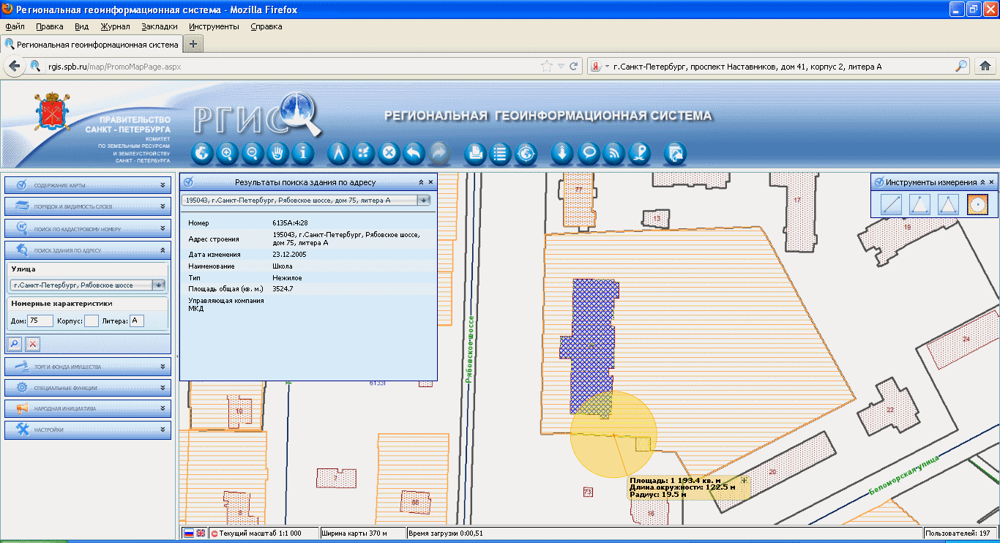 Региональная геоинформационная система - Mozilla Firefox
Файл Правка Вид Журнал Закладки Инструменты Справка
Региональная геоинформационная система
rgis.spb.ru/map/PromoMapPage.aspx
г.Санкт-Петербург, проспект Наставников, дом 41, корпус 2, литера А
ПРАВИТЕЛЬСТВО
САНКТ - ПЕТЕРБУРГА
КОМИТЕТ
ПО ЗЕМЕЛЬНЫМ РЕСУРСАМ
И ЗЕМЛЕУСТРОЙСТВУ
САНКТ - ПЕТЕРБУРГА
РГИС
РЕГИОНАЛЬНАЯ ГЕОИНФОРМАЦИОННАЯ СИСТЕМА
СОДЕРЖАНИЕ КАРТЫ
ПОРЯДОК И ВИДИМОСТЬ СЛОЕВ
ПОИСК ПО КАДАСТРОВОМУ НОМЕРУ
ПОИСК ЗДАНИЯ ПО АДРЕСУ
Улица
г.Санкт-Петербург, Рябовское шоссе
Номерные характеристики
Дом: 75 Корпус: Литера: А
ТОРГИ ФОНДА ИМУЩЕСТВА
СПЕЦИАЛЬНЫЕ ФУНКЦИИ
НАРОДНАЯ ИНИЦИАТИВА
НАСТРОЙКИ
Результаты поиска здания по адресу
195043, г.Санкт-Петербург, Рябовское шоссе, дом 75, литера А
Номер 6135А:4:28
Адрес строения 195043, г.Санкт-Петербург, Рябовское шоссе,
дом 75, литера А
Дата изменения 23.12.2005
Наименование Школа
Тип Нежилое
Площадь общая (кв. м.) 3524.7
Управляющая компания
МКД
Инструменты измерения
77
13
17
19
24
22
20
16
73
10
7
8
68
6133Г
Рябовское шоссе
Беломорская улица
Площадь: 1 193.4 кв. м
Длина окружности: 122.5 м
Радиус: 19.5 м
Текущий масштаб 1:1 000
Ширина карты 370 м
Время загрузки 0:00,51
Пользователей: 197